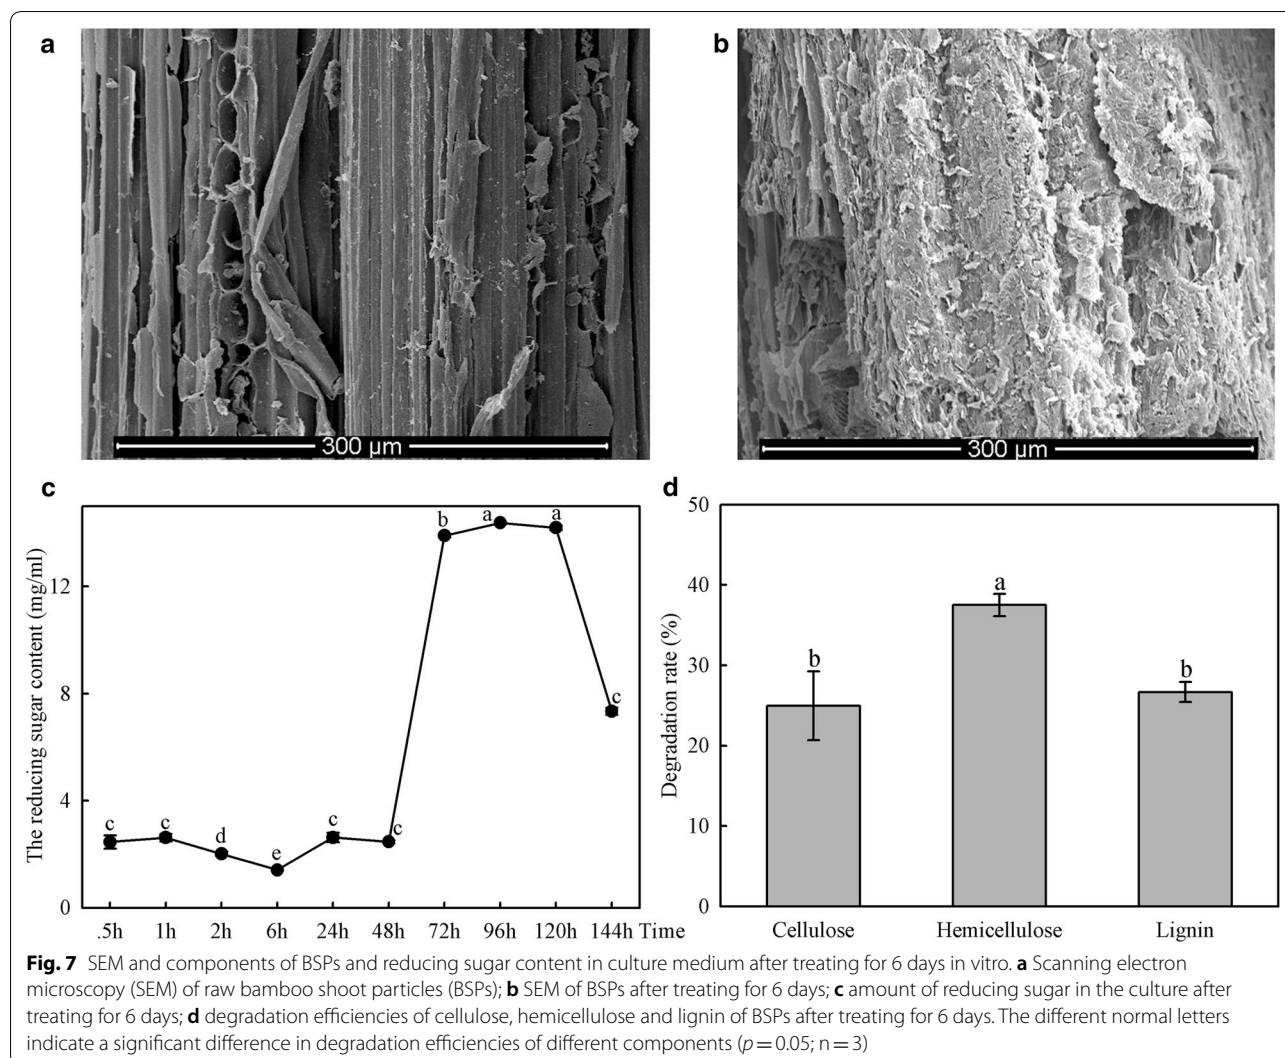 a
b
300 µm
300 µm
c
d
The reducing sugar content (mg/ml)
12
8
4
0
c
c
d
e
c
c
b
a
a
c
.5h 1h 2h 6h 24h 48h 72h 96h 120h 144h Time
Degradation rate (%)
50
40
30
20
10
0
b
a
b
Cellulose Hemicellulose Lignin
Fig. 7 SEM and components of BSPs and reducing sugar content in culture medium after treating for 6 days in vitro. a Scanning electron
microscopy (SEM) of raw bamboo shoot particles (BSPs); b SEM of BSPs after treating for 6 days; c amount of reducing sugar in the culture after
treating for 6 days; d degradation efficiencies of cellulose, hemicellulose and lignin of BSPs after treating for 6 days. The different normal letters
indicate a significant difference in degradation efficiencies of different components (p = 0.05; n = 3)